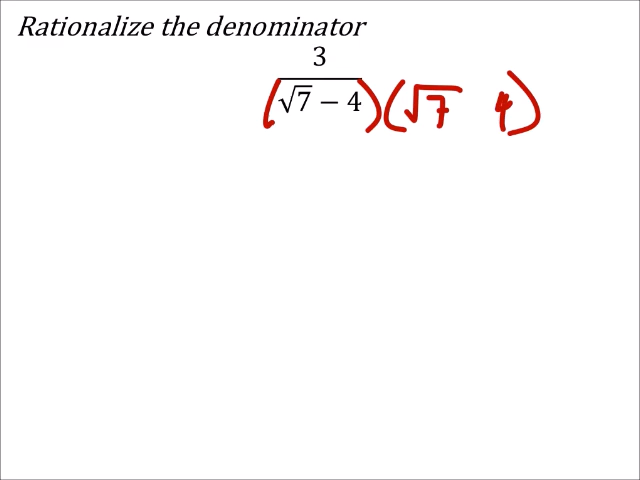 Rationalize the denominator
3
(√7 − 4)(√7 4)